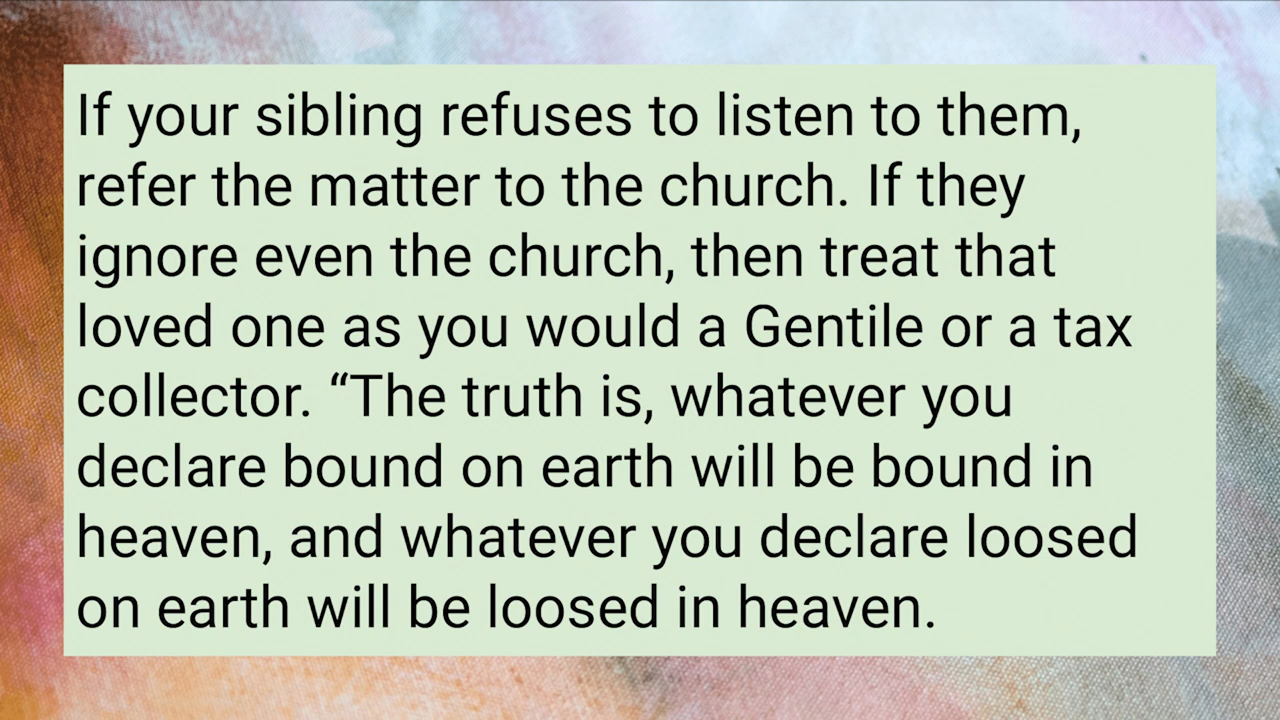 If your sibling refuses to listen to them,
refer the matter to the church. If they
ignore even the church, then treat that
loved one as you would a Gentile or a tax
collector. “The truth is, whatever you
declare bound on earth will be bound in
heaven, and whatever you declare loosed
on earth will be loosed in heaven.